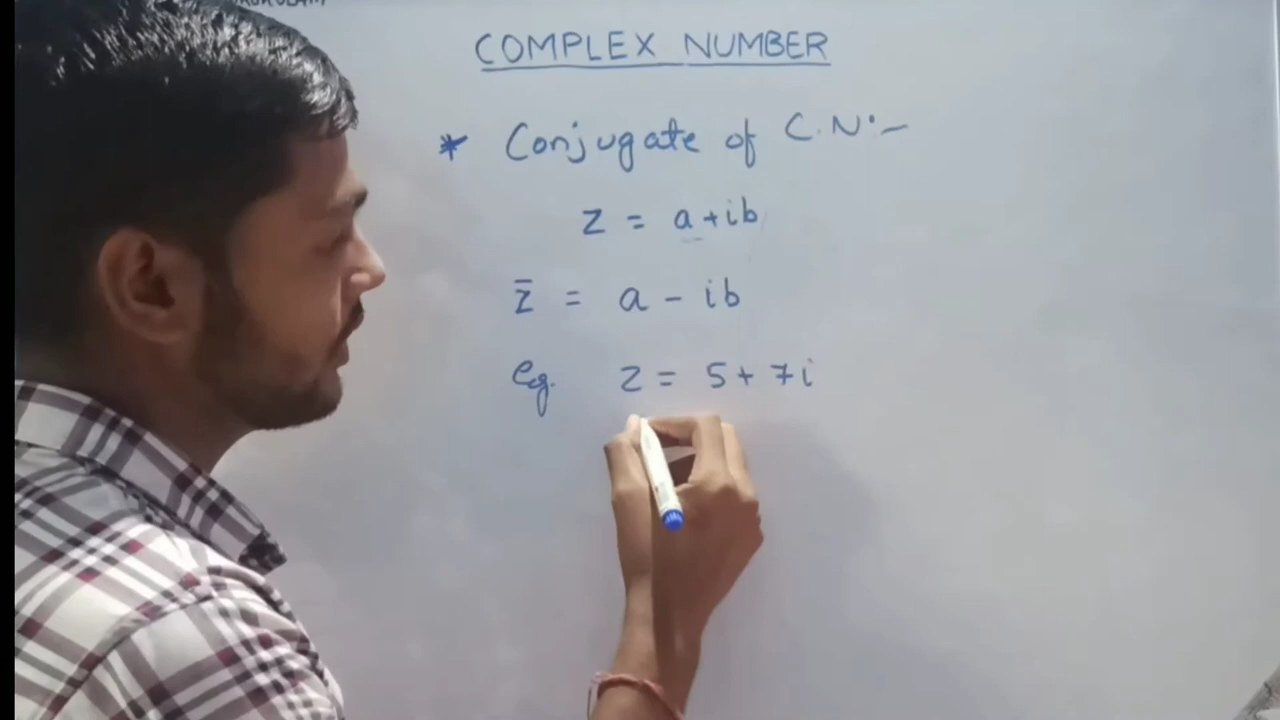 COMPLEX NUMBER
* Conjugate of C.N:-
z = a+ib
z̄ = a - ib
eg. z = 5+ 7i